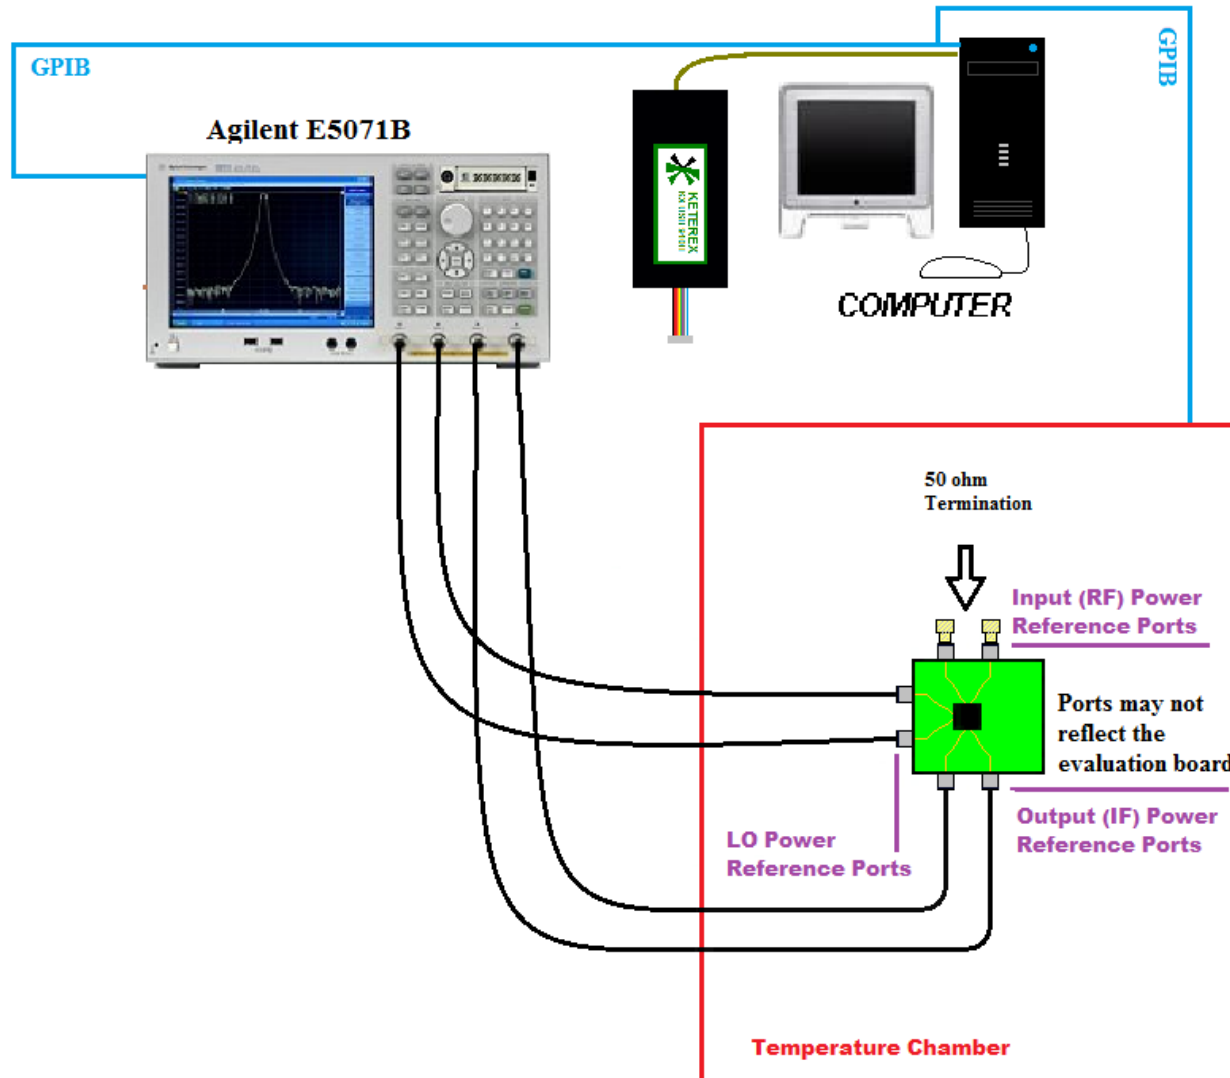 GPIB
GPIB
Agilent E5071B
KETEREX
COMPUTER
50 ohm
Termination
Input (RF) Power
Reference Ports
Ports may not
reflect the
evaluation board
Output (IF) Power
Reference Ports
LO Power
Reference Ports
Temperature Chamber